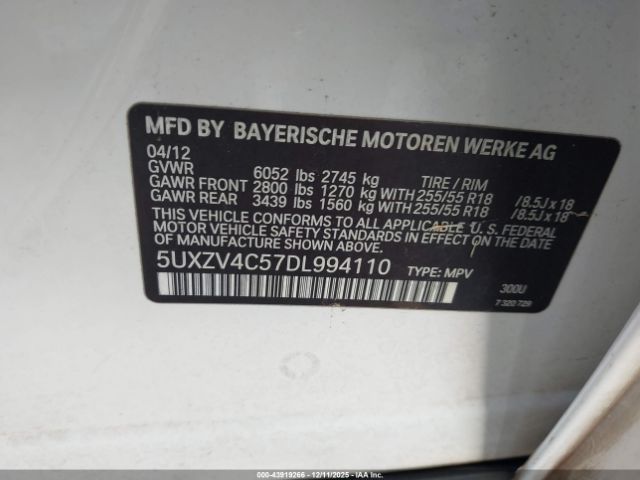 MFD BY BAYERISCHE MOTOREN WERKE AG
04/12
GVWR 6052 lbs 2745 kg TIRE / RIM
GAWR FRONT 2800 lbs 1270 kg WITH 255/55 R18 /8.5J x 18
GAWR REAR 3439 lbs 1560 kg WITH 255/55 R18 /8.5J x 18
THIS VEHICLE CONFORMS TO ALL APPLICABLE U. S. FEDERAL
MOTOR VEHICLE SAFETY STANDARDS IN EFFECT ON THE DATE
OF MANUFACTURE SHOWN ABOVE.
5UXZV4C57DL994110 TYPE: MPV
300U
7 320 729
000-43919266 - 12/11/2025 - IAAI.COM